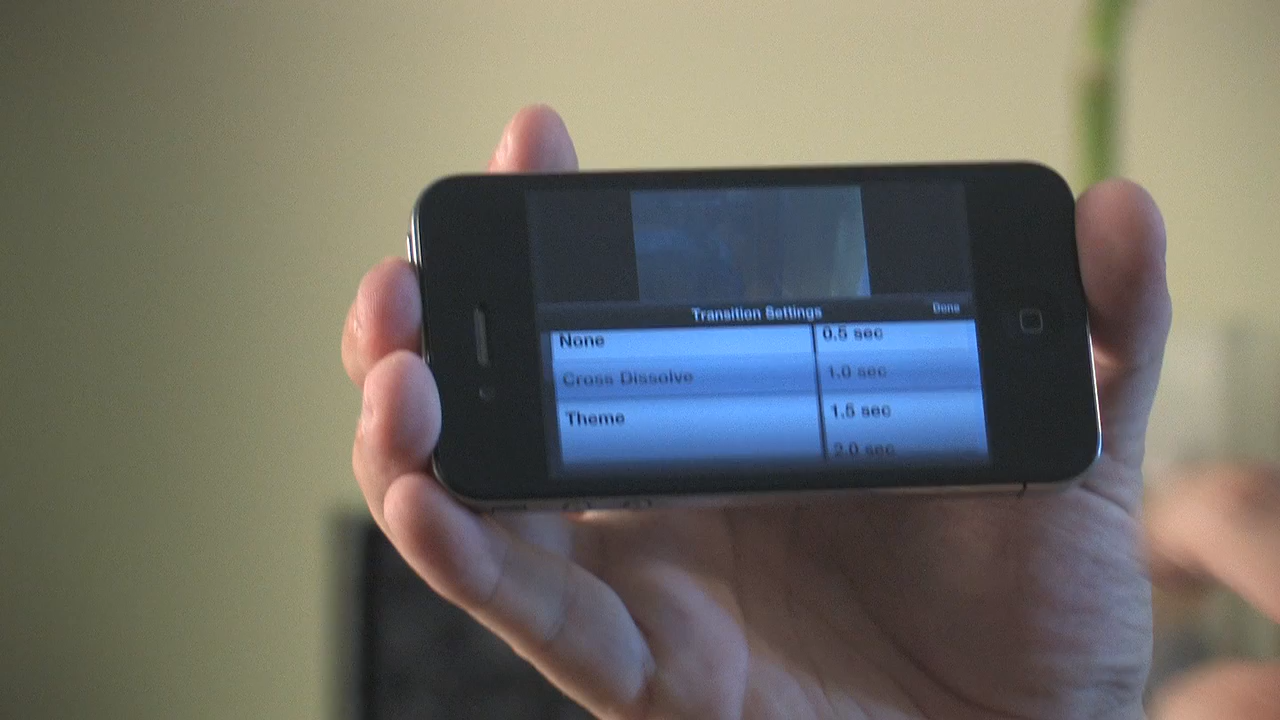 Transition Settings Done
None 0.5 sec
Cross Dissolve 1.0 sec
Theme 1.5 sec
2.0 sec